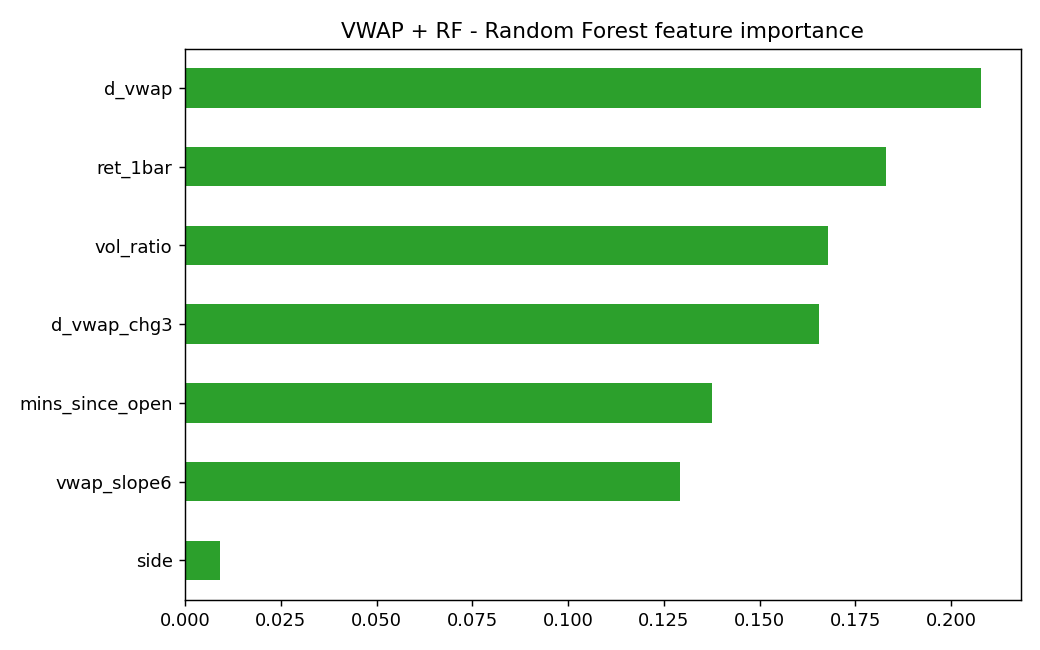 VWAP + RF - Random Forest feature importance
d_vwap
ret_1bar
vol_ratio
d_vwap_chg3
mins_since_open
vwap_slope6
side
0.000 0.025 0.050 0.075 0.100 0.125 0.150 0.175 0.200